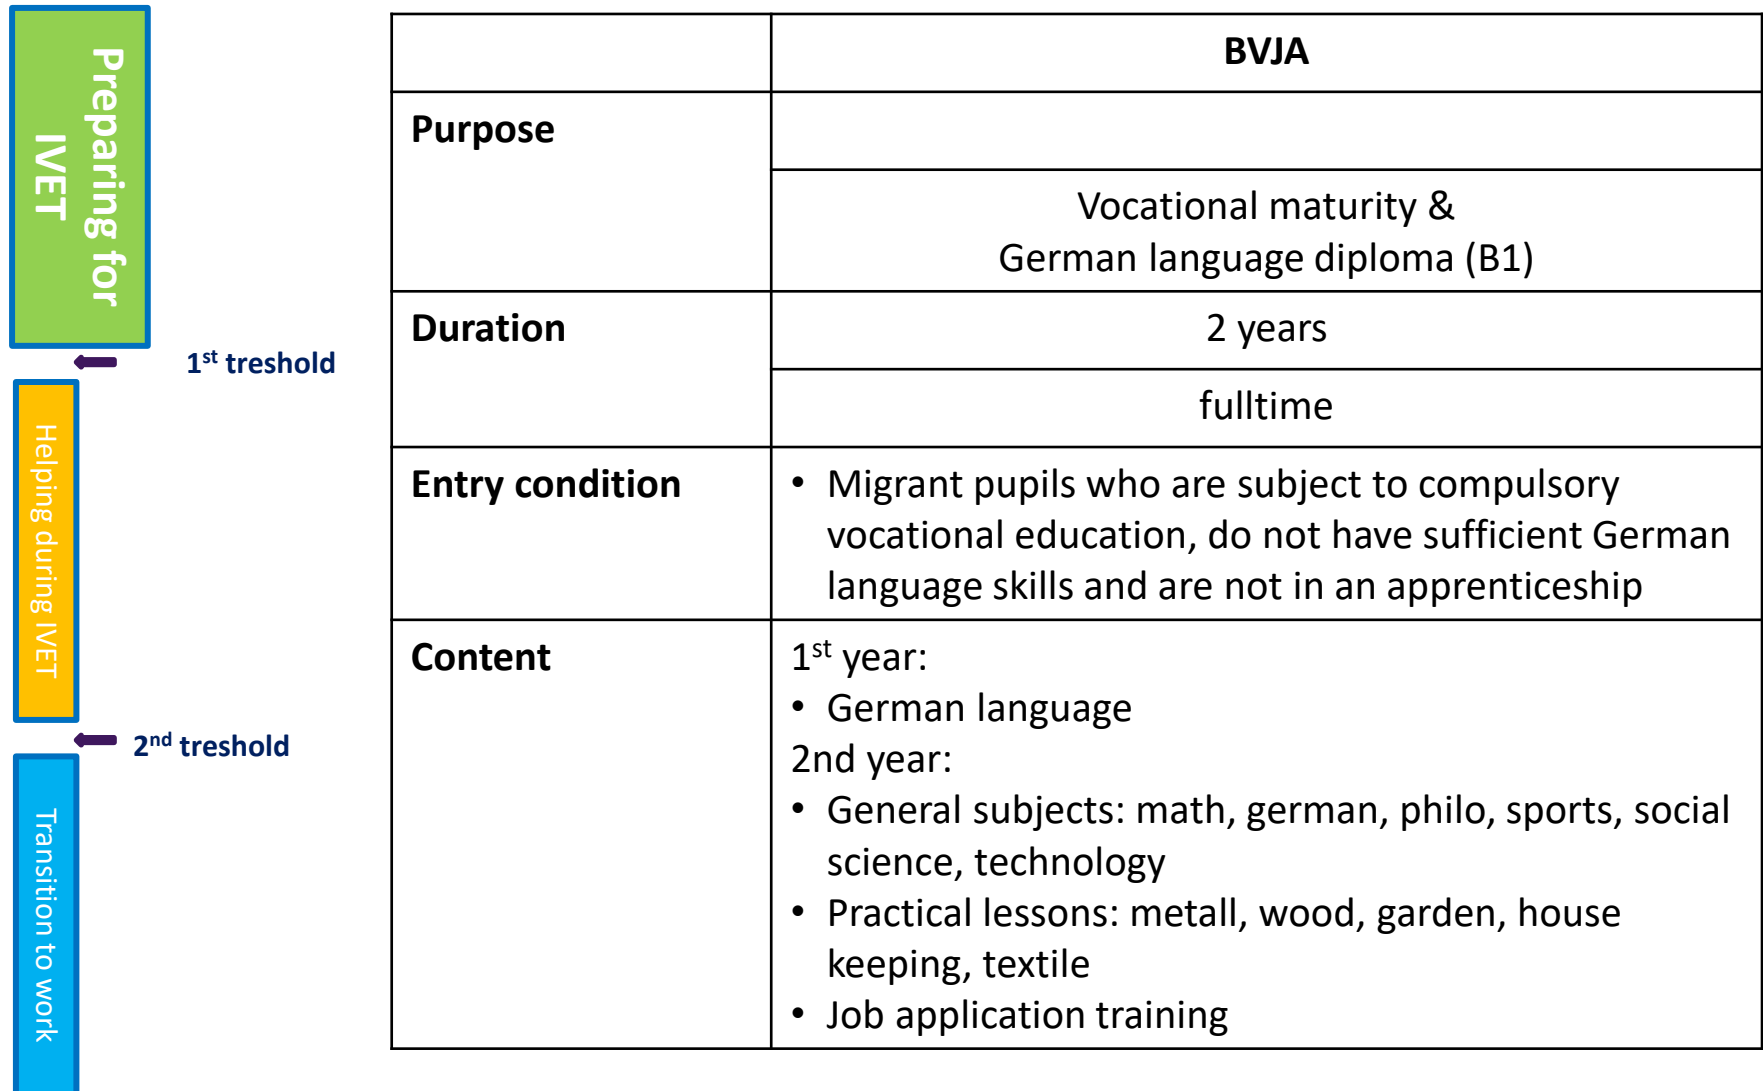 Preparing for
IVET
1st treshold
Helping during IVET
2nd treshold
Transition to work
BVJA
Purpose
Vocational maturity &
German language diploma (B1)
Duration
2 years
fulltime
Entry condition
• Migrant pupils who are subject to compulsory
vocational education, do not have sufficient German
language skills and are not in an apprenticeship
Content
1st year:
• German language
2nd year:
• General subjects: math, german, philo, sports, social
science, technology
• Practical lessons: metall, wood, garden, house
keeping, textile
• Job application training